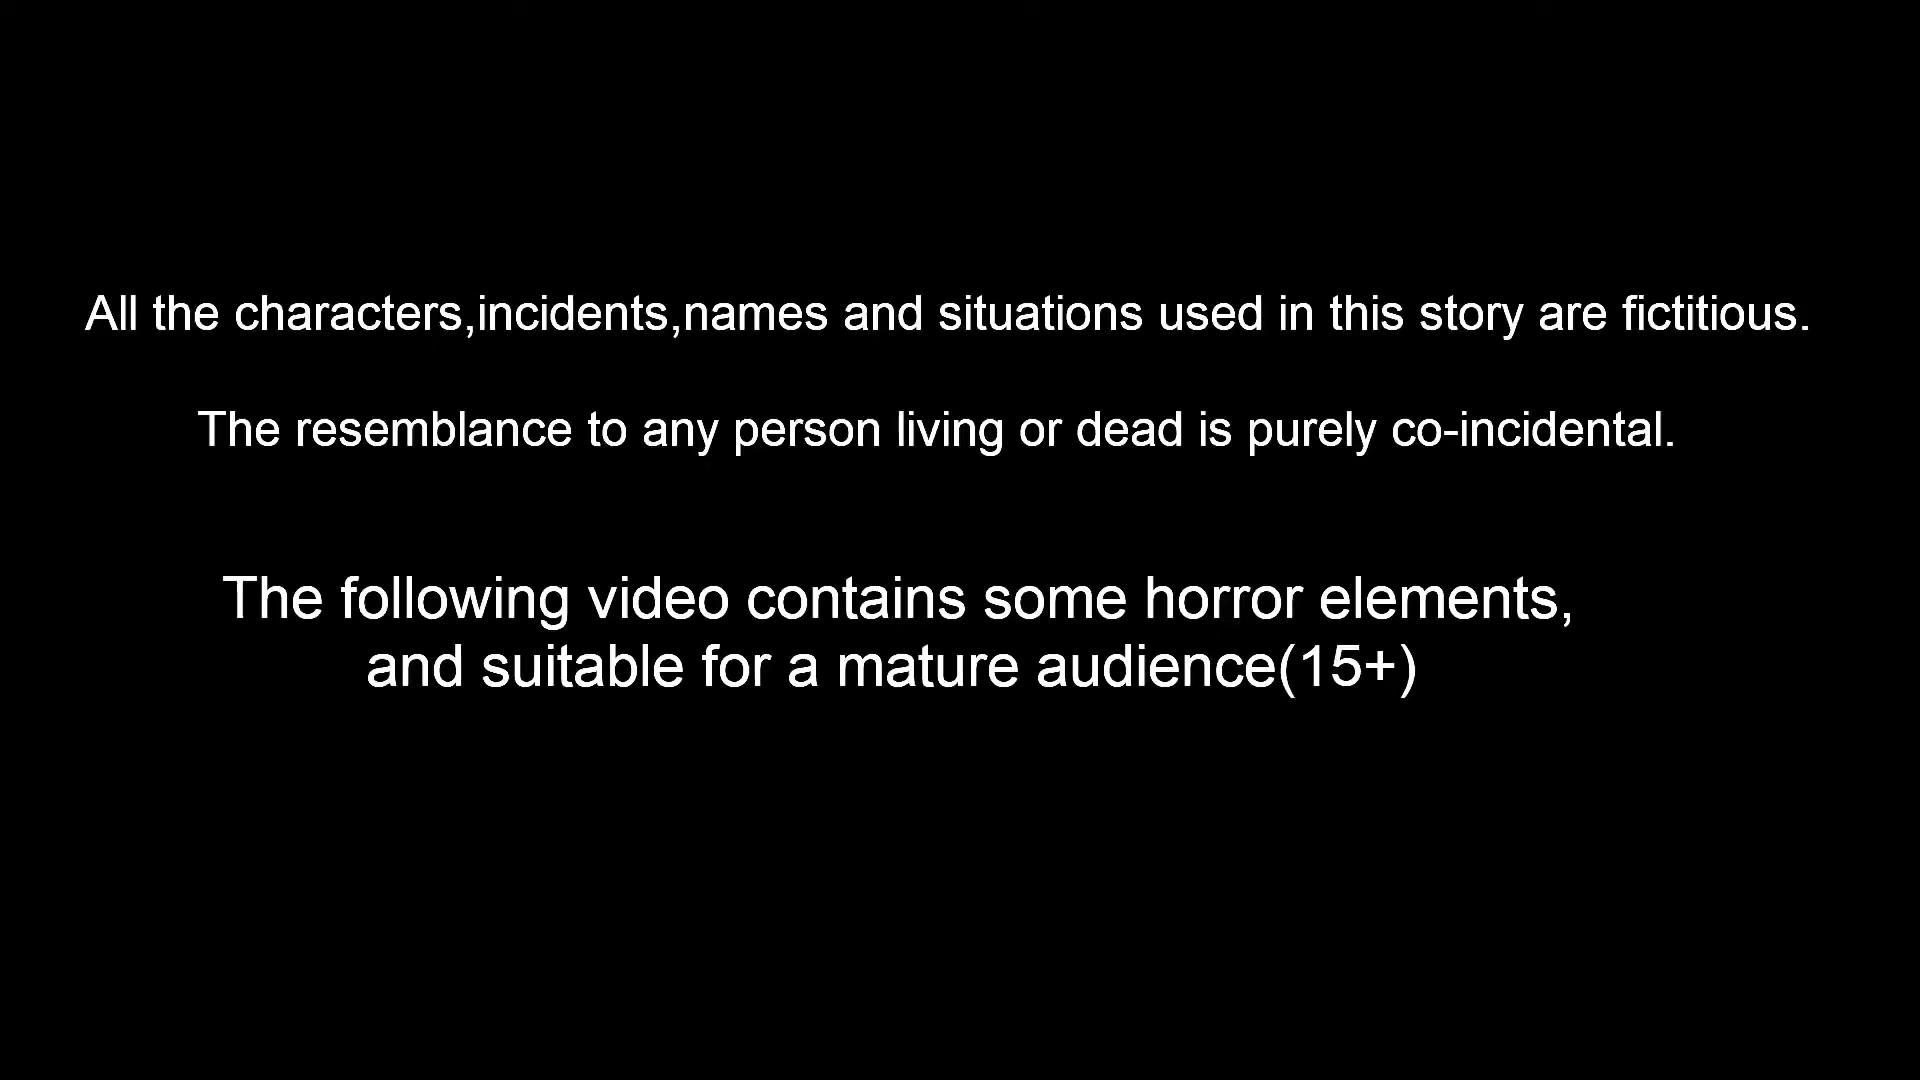 All the characters,incidents,names and situations used in this story are fictitious.
The resemblance to any person living or dead is purely co-incidental.
The following video contains some horror elements,
and suitable for a mature audience(15+)